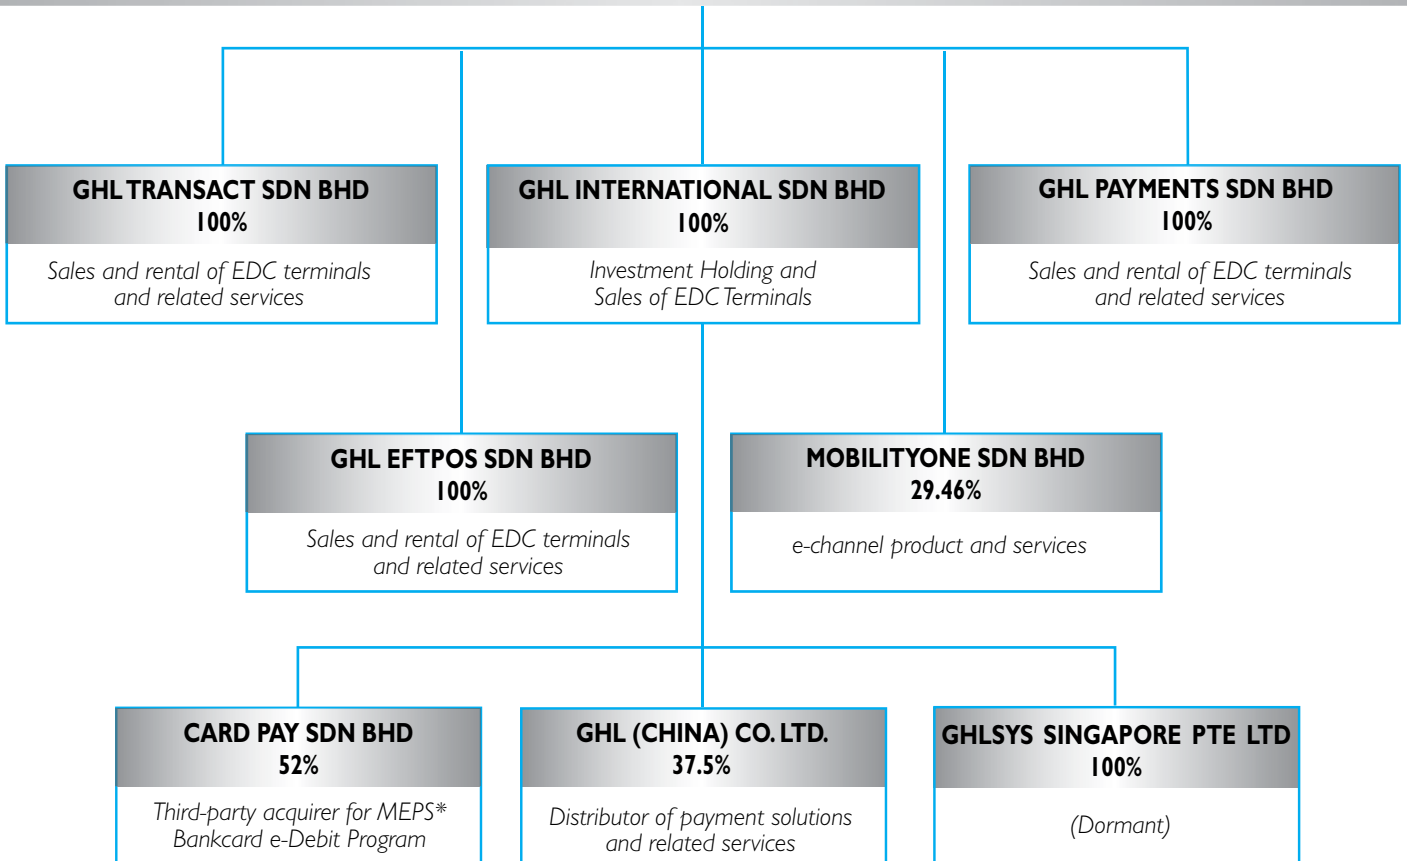 GHL TRANSACT SDN BHD
100%
Sales and rental of EDC terminals
and related services
GHL INTERNATIONAL SDN BHD
100%
Investment Holding and
Sales of EDC Terminals
GHL PAYMENTS SDN BHD
100%
Sales and rental of EDC terminals
and related services
GHL EFTPOS SDN BHD
100%
Sales and rental of EDC terminals
and related services
MOBILITYONE SDN BHD
29.46%
e-channel product and services
CARD PAY SDN BHD
52%
Third-party acquirer for MEPS*
Bankcard e-Debit Program
GHL (CHINA) CO. LTD.
37.5%
Distributor of payment solutions
and related services
GHLSYS SINGAPORE PTE LTD
100%
(Dormant)